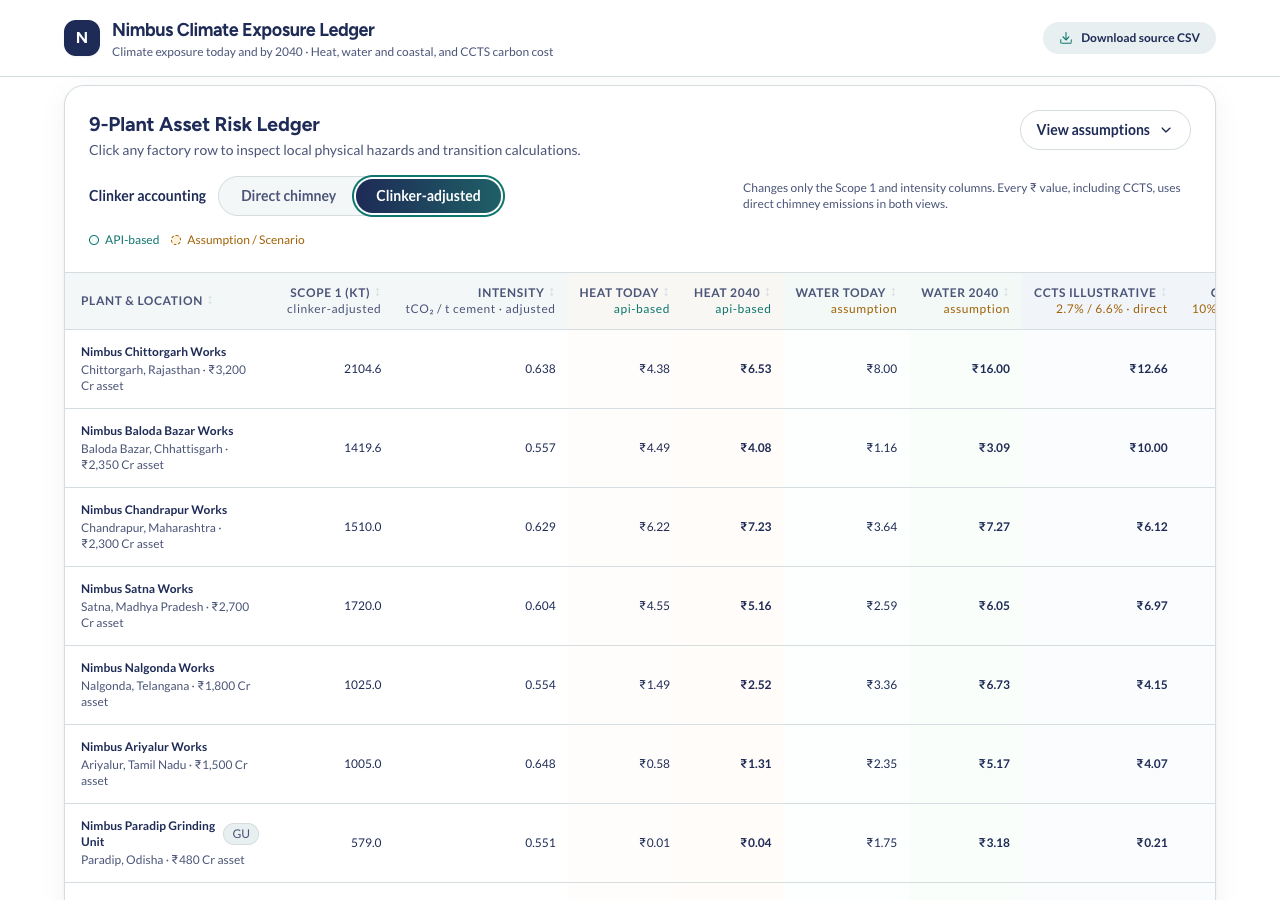 N
Nimbus Climate Exposure Ledger
Climate exposure today and by 2040 · Heat, water and coastal, and CCTS carbon cost
Download source CSV
9-Plant Asset Risk Ledger
Click any factory row to inspect local physical hazards and transition calculations.
View assumptions
Clinker accounting Direct chimney Clinker-adjusted
Changes only the Scope 1 and intensity columns. Every ₹ value, including CCTS, uses
direct chimney emissions in both views.
API-based Assumption / Scenario
PLANT & LOCATION ↕ SCOPE 1 (KT) ↕ INTENSITY ↕ HEAT TODAY ↕ HEAT 2040 ↕ WATER TODAY ↕ WATER 2040 ↕ CCTS ILLUSTRATIVE ↕
clinker-adjusted tCO₂ / t cement · adjusted api-based api-based assumption assumption 2.7% / 6.6% · direct 10%
Nimbus Chittorgarh Works
Chittorgarh, Rajasthan · ₹3,200
Cr asset
2104.6 0.638 ₹4.38 ₹6.53 ₹8.00 ₹16.00 ₹12.66
Nimbus Baloda Bazar Works
Baloda Bazar, Chhattisgarh ·
₹2,350 Cr asset
1419.6 0.557 ₹4.49 ₹4.08 ₹1.16 ₹3.09 ₹10.00
Nimbus Chandrapur Works
Chandrapur, Maharashtra ·
₹2,300 Cr asset
1510.0 0.629 ₹6.22 ₹7.23 ₹3.64 ₹7.27 ₹6.12
Nimbus Satna Works
Satna, Madhya Pradesh · ₹2,700
Cr asset
1720.0 0.604 ₹4.55 ₹5.16 ₹2.59 ₹6.05 ₹6.97
Nimbus Nalgonda Works
Nalgonda, Telangana · ₹1,800 Cr
asset
1025.0 0.554 ₹1.49 ₹2.52 ₹3.36 ₹6.73 ₹4.15
Nimbus Ariyalur Works
Ariyalur, Tamil Nadu · ₹1,500 Cr
asset
1005.0 0.648 ₹0.58 ₹1.31 ₹2.35 ₹5.17 ₹4.07
Nimbus Paradip Grinding
Unit
GU
Paradip, Odisha · ₹480 Cr asset
579.0 0.551 ₹0.01 ₹0.04 ₹1.75 ₹3.18 ₹0.21